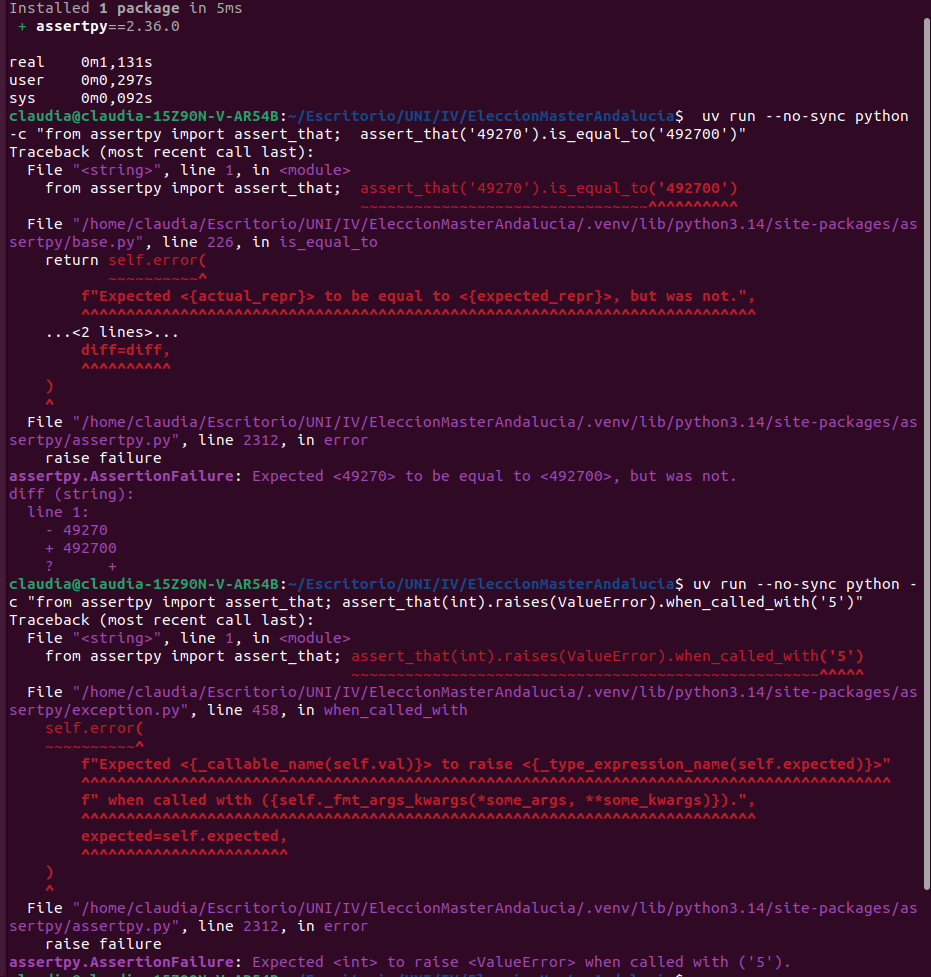 Installed 1 package in 5ms
 + assertpy==2.36.0

real    0m1,131s
user    0m0,297s
sys     0m0,092s
claudia@claudia-15Z90N-V-AR54B:~/Escritorio/UNI/IV/EleccionMasterAndalucia$  uv run --no-sync python
-c "from assertpy import assert_that;  assert_that('49270').is_equal_to('492700')"
Traceback (most recent call last):
  File "<string>", line 1, in <module>
    from assertpy import assert_that;  assert_that('49270').is_equal_to('492700')
                                       ~~~~~~~~~~~~~~~~~~~~~~~~~~~~~~~~^^^^^^^^^^
  File "/home/claudia/Escritorio/UNI/IV/EleccionMasterAndalucia/.venv/lib/python3.14/site-packages/as
sertpy/base.py", line 226, in is_equal_to
    return self.error(
           ~~~~~~~~~~^
        f"Expected <{actual_repr}> to be equal to <{expected_repr}>, but was not.",
        ^^^^^^^^^^^^^^^^^^^^^^^^^^^^^^^^^^^^^^^^^^^^^^^^^^^^^^^^^^^^^^^^^^^^^^^^^^^
    ...<2 lines>...
        diff=diff,
        ^^^^^^^^^^
    )
    ^
  File "/home/claudia/Escritorio/UNI/IV/EleccionMasterAndalucia/.venv/lib/python3.14/site-packages/as
sertpy/assertpy.py", line 2312, in error
    raise failure
assertpy.AssertionFailure: Expected <49270> to be equal to <492700>, but was not.
diff (string):
  line 1:
    - 49270
    + 492700
    ?      +
claudia@claudia-15Z90N-V-AR54B:~/Escritorio/UNI/IV/EleccionMasterAndalucia$ uv run --no-sync python -
c "from assertpy import assert_that; assert_that(int).raises(ValueError).when_called_with('5')"
Traceback (most recent call last):
  File "<string>", line 1, in <module>
    from assertpy import assert_that; assert_that(int).raises(ValueError).when_called_with('5')
                                      ~~~~~~~~~~~~~~~~~~~~~~~~~~~~~~~~~~~~~~~~~~~~~~~~~~~~^^^^^
  File "/home/claudia/Escritorio/UNI/IV/EleccionMasterAndalucia/.venv/lib/python3.14/site-packages/as
sertpy/exception.py", line 458, in when_called_with
    self.error(
    ~~~~~~~~~~^
        f"Expected <{_callable_name(self.val)}> to raise <{_type_expression_name(self.expected)}>"
        ^^^^^^^^^^^^^^^^^^^^^^^^^^^^^^^^^^^^^^^^^^^^^^^^^^^^^^^^^^^^^^^^^^^^^^^^^^^^^^^^^^^^^^^^^^
        f" when called with ({self._fmt_args_kwargs(*some_args, **some_kwargs)}).",
        ^^^^^^^^^^^^^^^^^^^^^^^^^^^^^^^^^^^^^^^^^^^^^^^^^^^^^^^^^^^^^^^^^^^^^^^^^^^
        expected=self.expected,
        ^^^^^^^^^^^^^^^^^^^^^^^
    )
    ^
  File "/home/claudia/Escritorio/UNI/IV/EleccionMasterAndalucia/.venv/lib/python3.14/site-packages/as
sertpy/assertpy.py", line 2312, in error
    raise failure
assertpy.AssertionFailure: Expected <int> to raise <ValueError> when called with ('5').